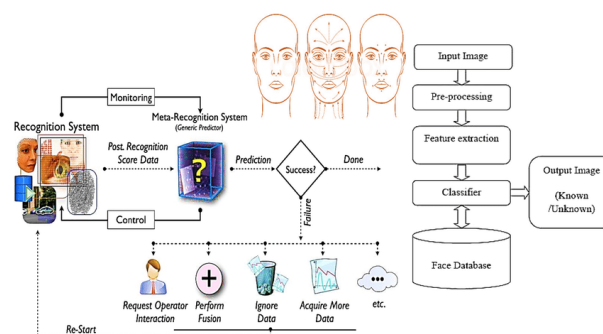 Monitoring
Recognition System
Meta-Recognition System
(Generic Predictor)
Post. Recognition
Score Data
?
Prediction
Success?
Done
Control
Failure
Request Operator
Interaction
Perform
Fusion
Ignore
Data
Acquire More
Data
etc.
Re-Start
Input Image
Pre-processing
Feature extraction
Classifier
Output Image
(Known
/Unknown)
Face Database